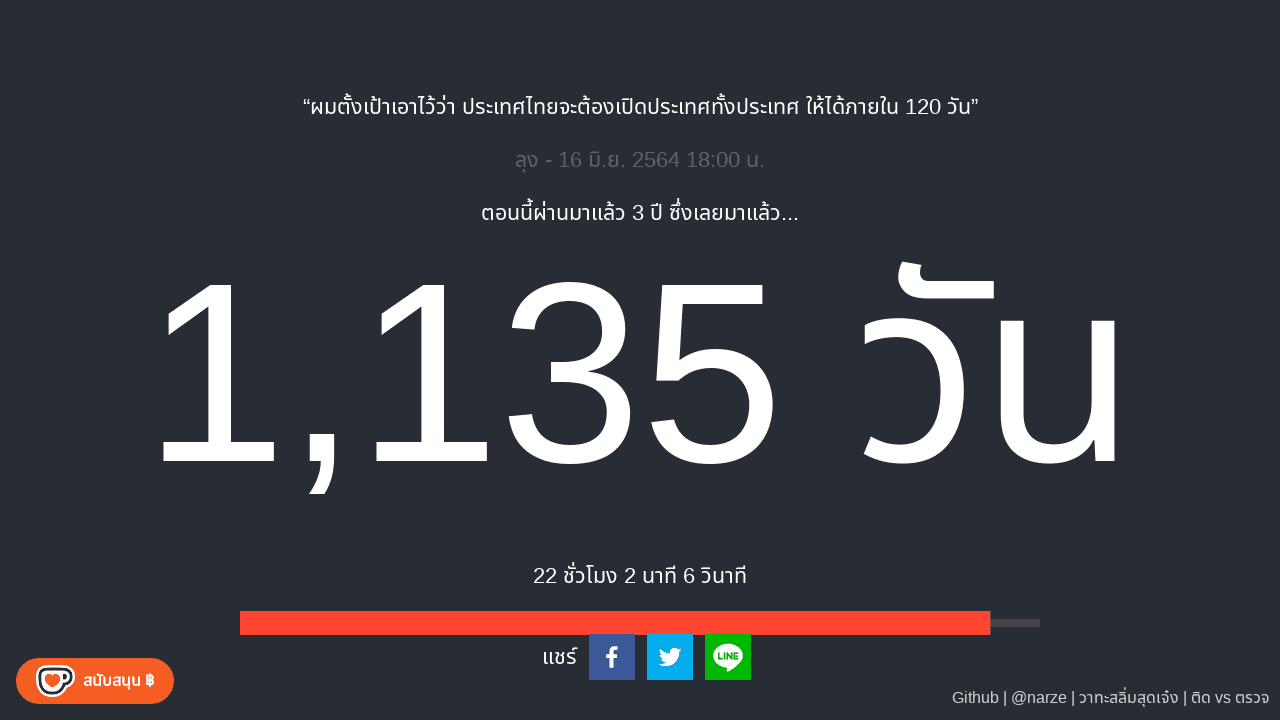 “ผมตั้งเป้าเอาไว้ว่า ประเทศไทยจะต้องเปิดประเทศทั้งประเทศ ให้ได้ภายใน 120 วัน”
ลุง - 16 มิ.ย. 2564 18:00 น.
ตอนนี้ผ่านมาแล้ว 3 ปี ซึ่งเลยมาแล้ว...
1,135 วัน
22 ชั่วโมง 2 นาที 6 วินาที
แชร์
LINE
สนับสนุน ฿
Github | @narze | วาทะสลิ่มสุดเจ๋ง | ติด vs ตรวจ